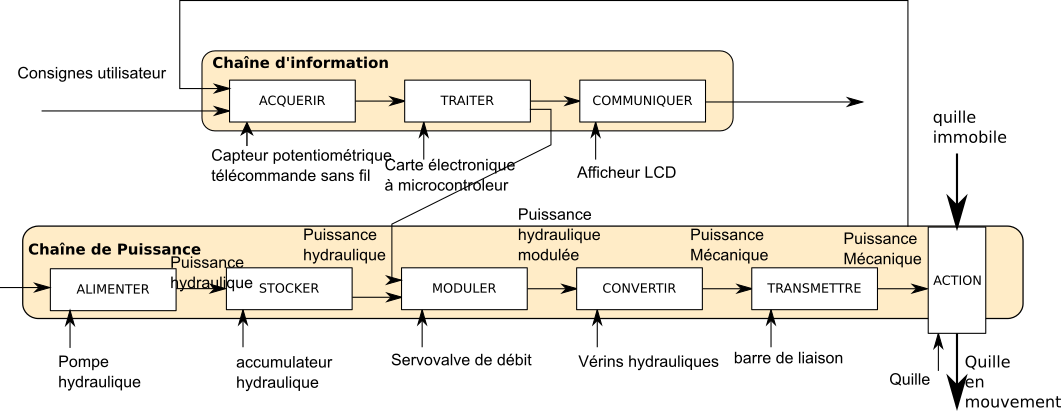 Chaîne d'information
Consignes utilisateur
ACQUERIR
TRAITER
COMMUNIQUER
quille
immobile
Capteur potentiométrique
télécommande sans fil
Carte électronique
à microcontroleur
Afficheur LCD
Chaîne de Puissance
Puissance
hydraulique
Puissance
hydraulique
Puissance
hydraulique
modulée
Puissance
Mécanique
Puissance
Mécanique
ALIMENTER
STOCKER
MODULER
CONVERTIR
TRANSMETTRE
ACTION
Pompe
hydraulique
accumulateur
hydraulique
Servovalve de débit
Vérins hydrauliques
barre de liaison
Quille
Quille
en
mouvement